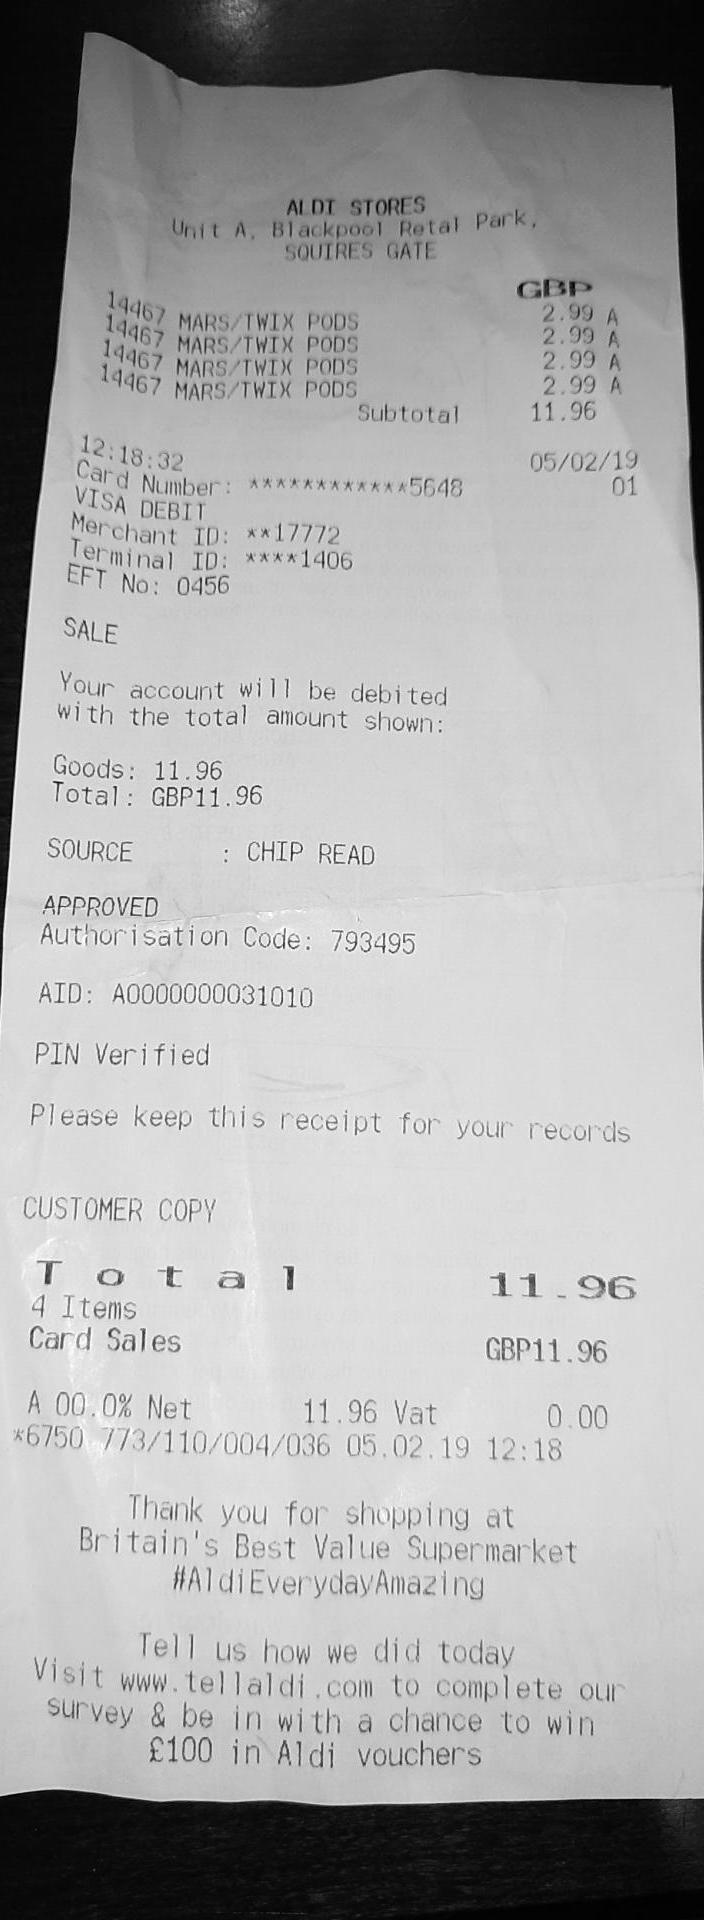 ALDI STORES
Unit A, Blackpool Retal Park,
SQUIRES GATE
GBP
14467 MARS/TWIX PODS 2.99 A
14467 MARS/TWIX PODS 2.99 A
14467 MARS/TWIX PODS 2.99 A
14467 MARS/TWIX PODS 2.99 A
Subtotal 11.96
12:18:32 05/02/19
Card Number: ************5648 01
VISA DEBIT
Merchant ID: **17772
Terminal ID: ****1406
EFT No: 0456
SALE
Your account will be debited
with the total amount shown:
Goods: 11.96
Total: GBP11.96
SOURCE : CHIP READ
APPROVED
Authorisation Code: 793495
AID: A0000000031010
PIN Verified
Please keep this receipt for your records
CUSTOMER COPY
Total 11.96
4 Items
Card Sales GBP11.96
A 00.0% Net 11.96 Vat 0.00
*6750 773/110/004/036 05.02.19 12:18
Thank you for shopping at
Britain's Best Value Supermarket
#AldiEverydayAmazing
Tell us how we did today
Visit www.tellaldi.com to complete our
survey & be in with a chance to win
£100 in Aldi vouchers